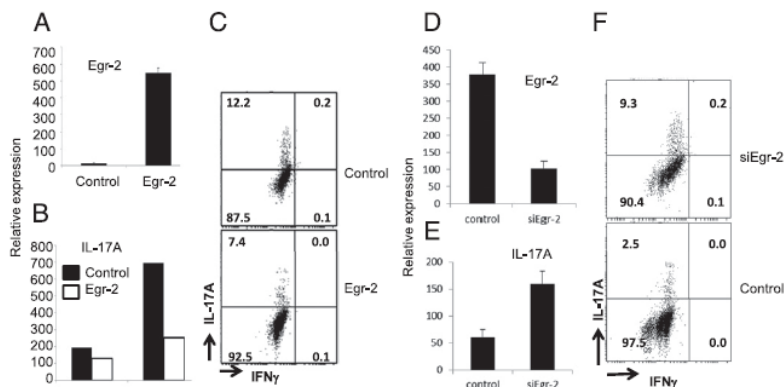 A
Egr-2
Relative expression
700
600
500
400
300
200
100
0
Control
Egr-2
B
IL-17A
800
700
600
500
400
300
200
100
0
Control
Egr-2
C
12.2
0.2
87.5
0.1
Control
7.4
0.0
92.5
0.1
Egr-2
IL-17A
IFNγ
D
Egr-2
Relative expression
450
400
350
300
250
200
150
100
50
0
control
siEgr-2
E
IL-17A
200
150
100
50
0
control
siEgr-2
F
9.3
0.2
90.4
0.1
siEgr-2
2.5
0.0
97.5
0.0
Control
IL-17A
IFNγ